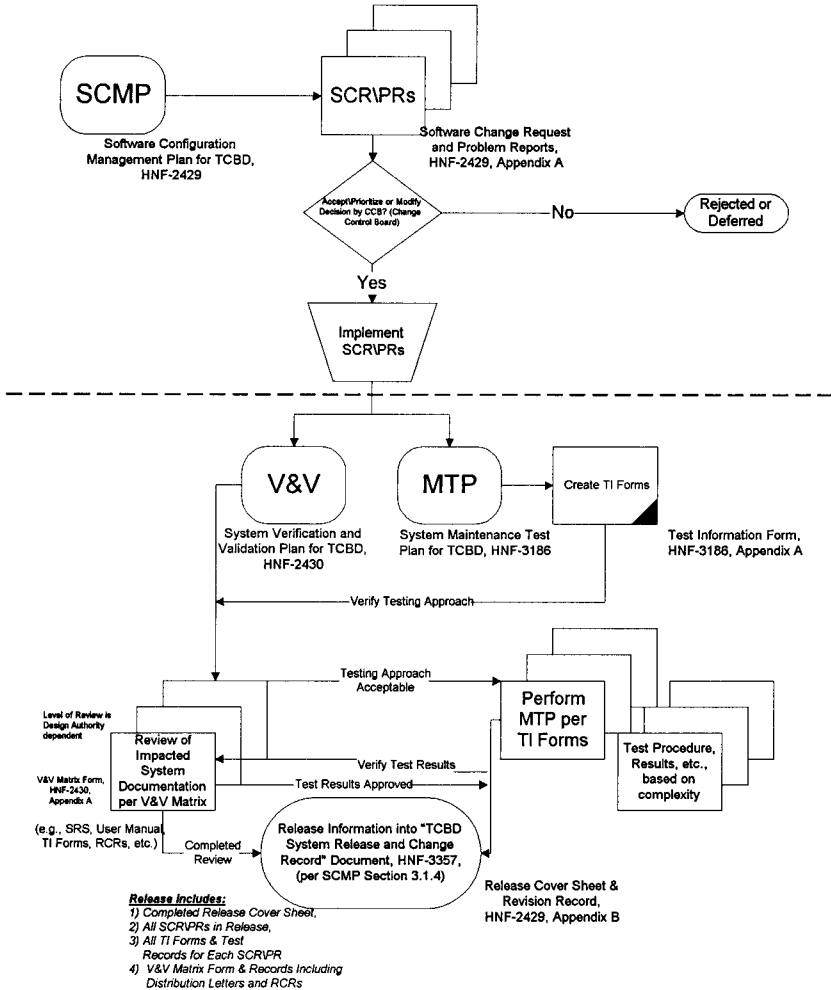 SCMP
SCR\PRs
Software Configuration
Management Plan for TCBD,
HNF-2429
Software Change Request
and Problem Reports,
HNF-2429, Appendix A
Accept\Prioritize or Modify
Decision by CCB? (Change
Control Board)
No
Rejected or
Deferred
Yes
Implement
SCR\PRs
V&V
MTP
Create TI Forms
System Verification and
Validation Plan for TCBD,
HNF-2430
System Maintenance Test
Plan for TCBD, HNF-3186
Test Information Form,
HNF-3186, Appendix A
Verify Testing Approach
Testing Approach
Acceptable
Perform
MTP per
TI Forms
Level of Review is
Design Authority
dependent
Review of
Impacted
System
Documentation
per V&V Matrix
Verify Test Results
Test Procedure,
Results, etc.,
based on
complexity
V&V Matrix Form,
HNF-2430,
Appendix A
Test Results Approved
(e.g., SRS, User Manual,
TI Forms, RCRs, etc.)
Completed
Review
Release Information into "TCBD
System Release and Change
Record" Document, HNF-3357,
(per SCMP Section 3.1.4)
Release Cover Sheet &
Revision Record,
HNF-2429, Appendix B
Release Includes:
1) Completed Release Cover Sheet,
2) All SCR\PRs in Release,
3) All TI Forms & Test
Records for Each SCR\PR
4) V&V Matrix Form & Records Including
Distribution Letters and RCRs